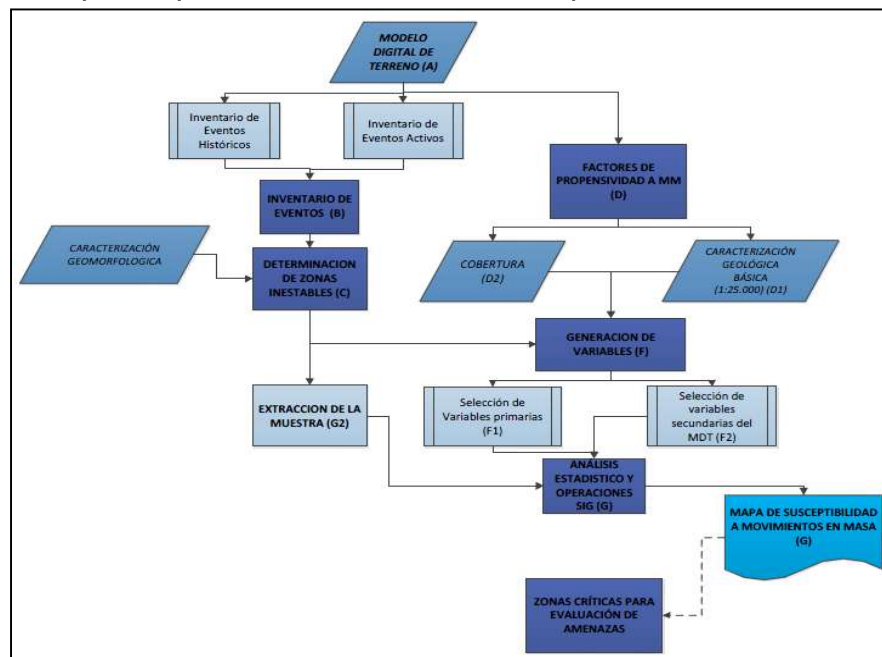 MODELO
DIGITAL DE
TERRENO (A)
Inventario de
Eventos
Históricos
Inventario de
Eventos Activos
FACTORES DE
PROPENSIVIDAD A MM
(D)
INVENTARIO DE
EVENTOS (B)
CARACTERIZACIÓN
GEOMORFOLOGICA
DETERMINACION
DE ZONAS
INESTABLES (C)
COBERTURA
(D2)
CARACTERIZACIÓN
GEOLÓGICA
BÁSICA
(1:25.000) (D1)
GENERACION DE
VARIABLES (F)
EXTRACCION DE LA
MUESTRA (G2)
Selección de
Variables primarias
(F1)
Selección de
variables
secundarias del
MDT (F2)
ANÁLISIS
ESTADISTICO Y
OPERACIONES
SIG (G)
MAPA DE SUSCEPTIBILIDAD
A MOVIMIENTOS EN MASA
(G)
ZONAS CRÍTICAS PARA
EVALUACIÓN DE
AMENAZAS